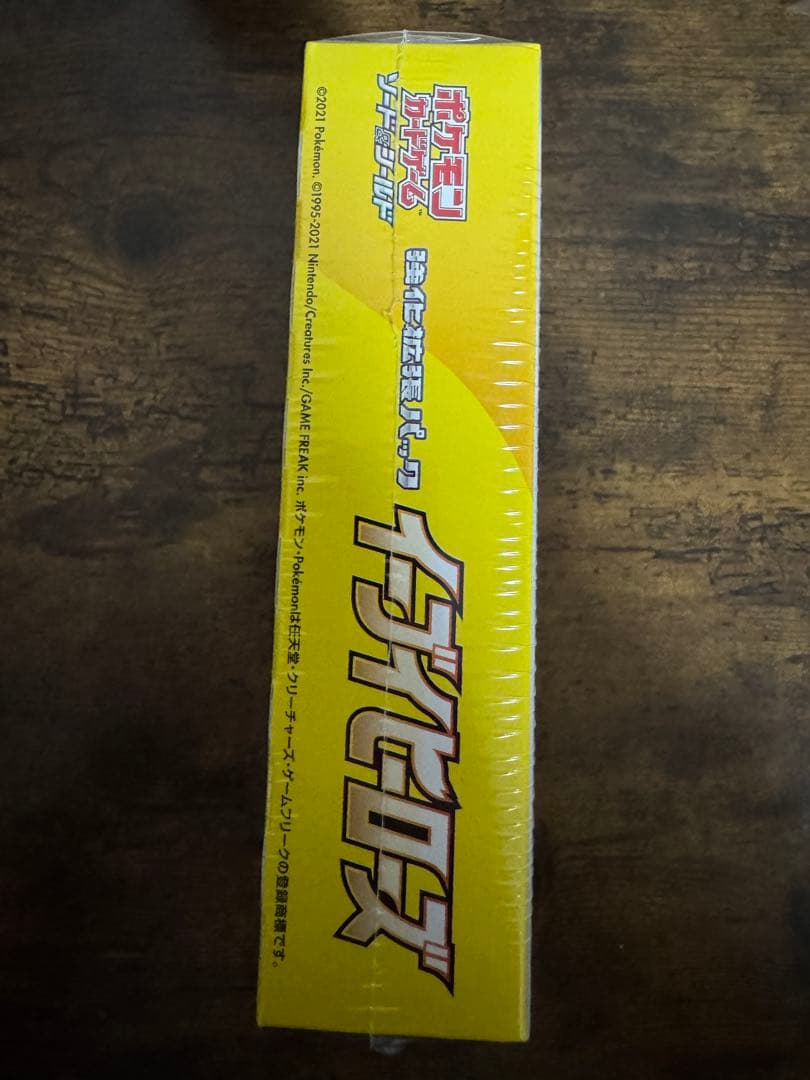 ポケモン
カードゲーム™
ソード&シールド
強化拡張パック
イーブイヒーローズ
©2021 Pokémon. ©1995-2021 Nintendo/Creatures Inc./GAME FREAK inc. ポケモン・Pokémonは任天堂・クリーチャーズ・ゲームフリークの登録商標です。